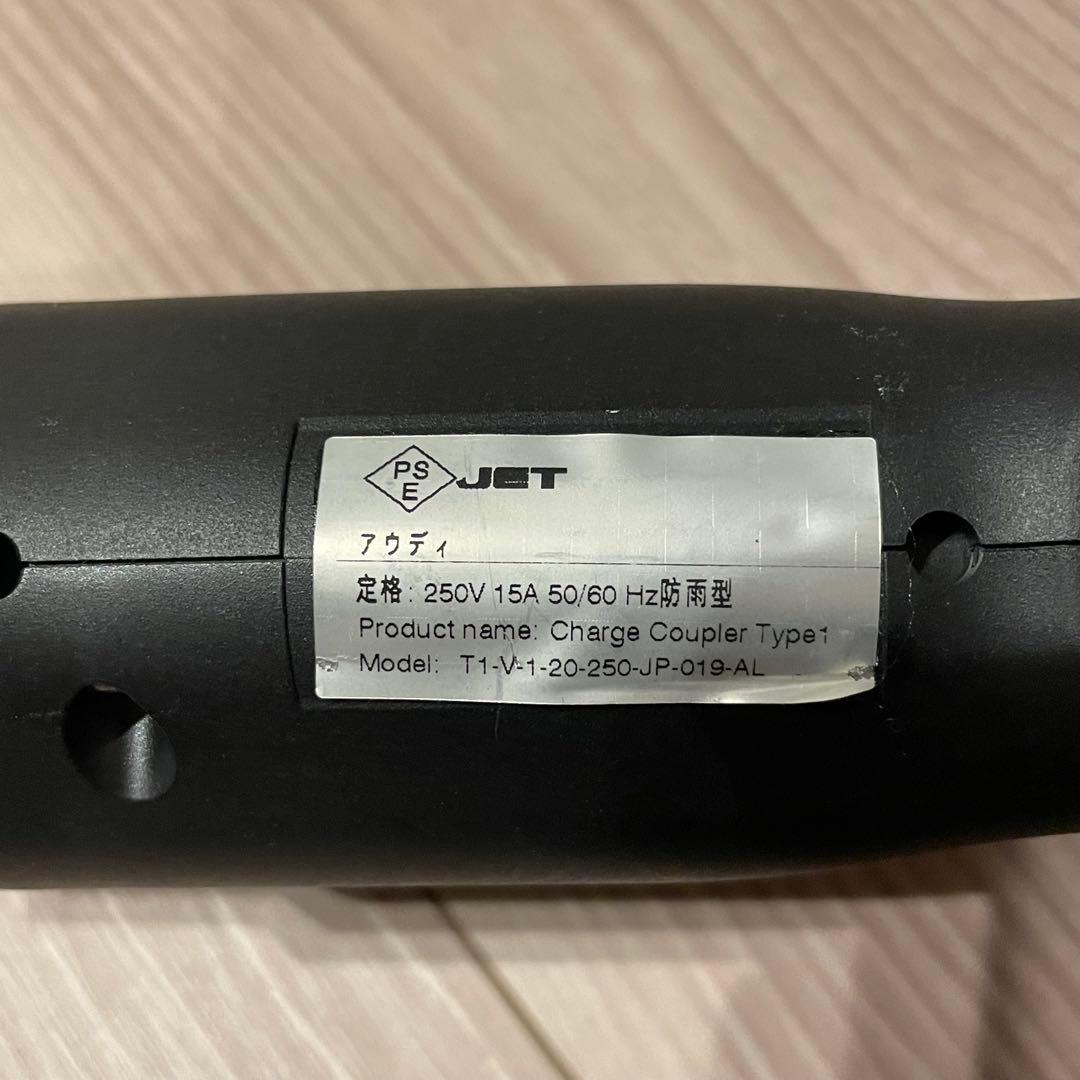 PS
E
JET
アウディ
定格: 250V 15A 50/60 Hz防雨型
Product name: Charge Coupler Type1
Model: T1-V-1-20-250-JP-019-AL